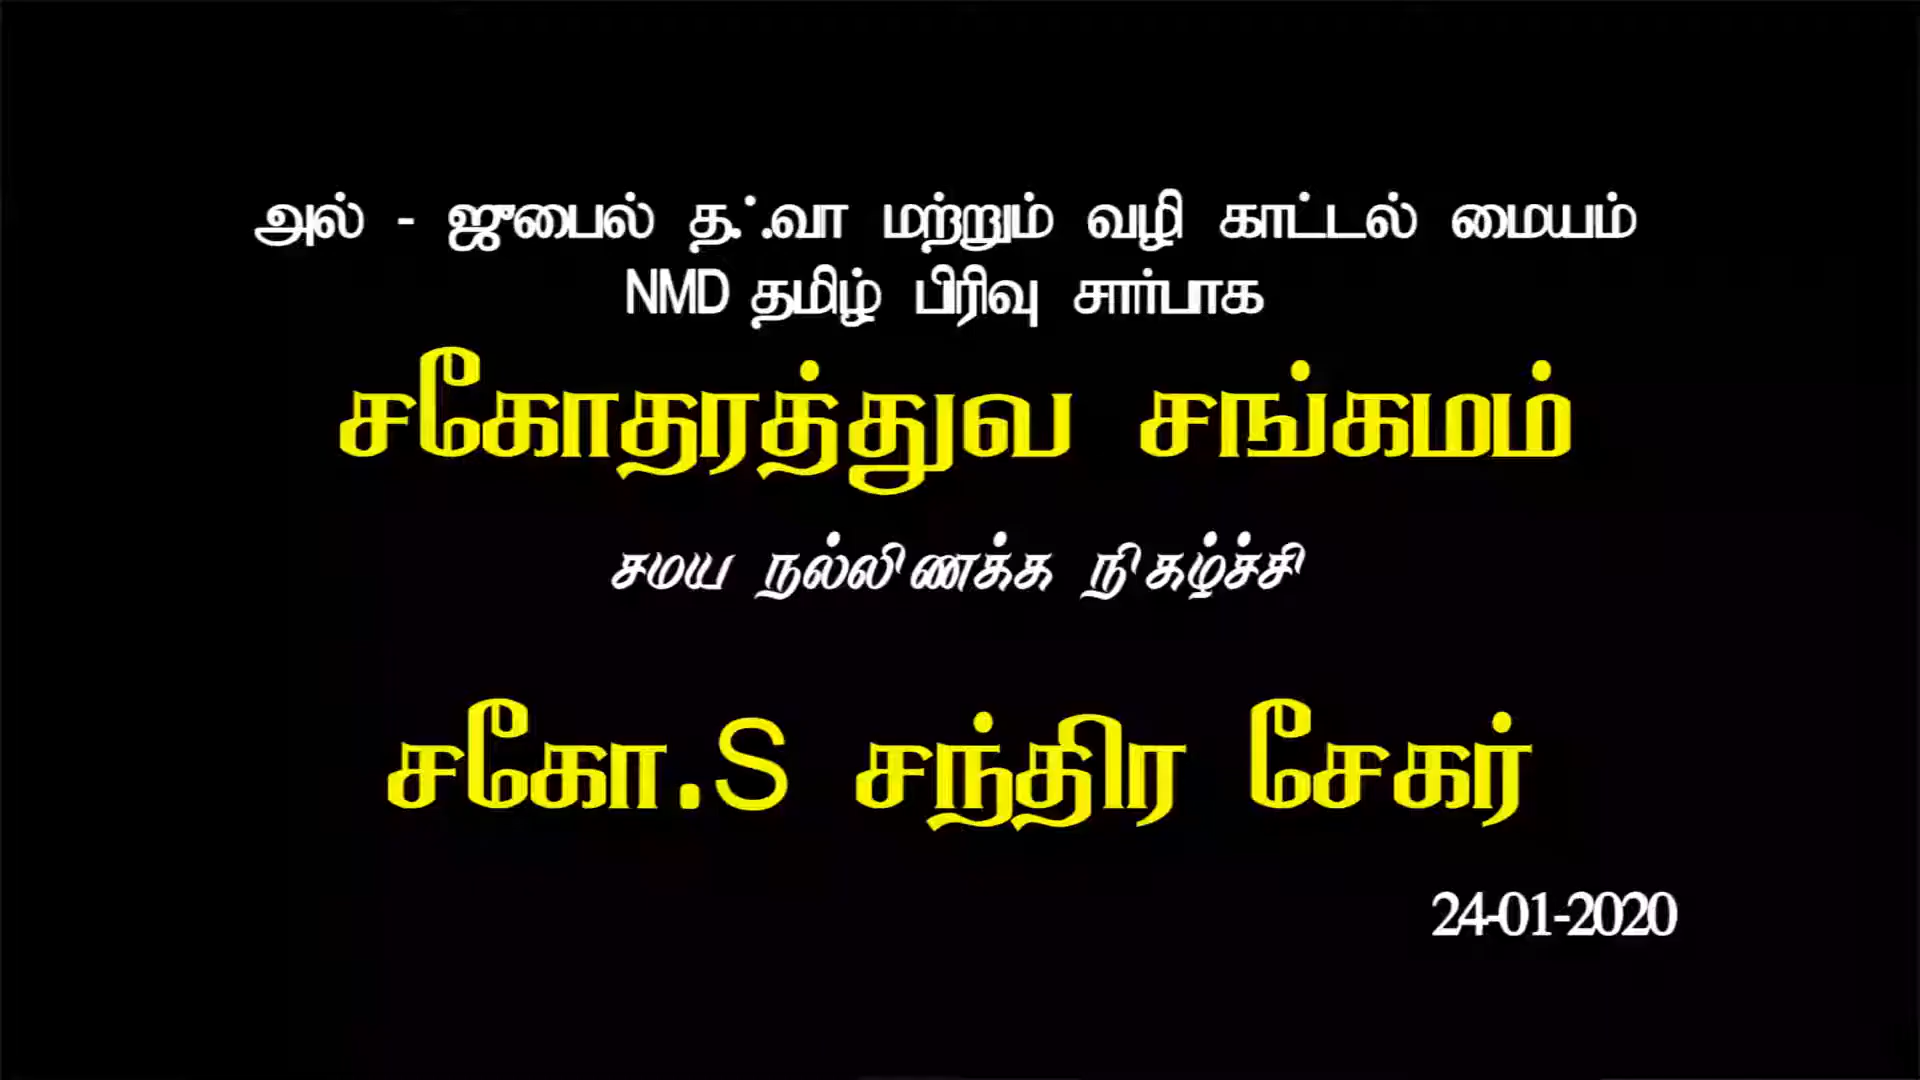 அல் - ஜுபைல் த.்.வா மற்றும் வழி காட்டல் மையம்
NMD தமிழ் பிரிவு சார்பாக
சகோதரத்துவ சங்கமம்
சமய நல்லிணக்க நிகழ்ச்சி
சகோ.S சந்திர சேகர்
24-01-2020